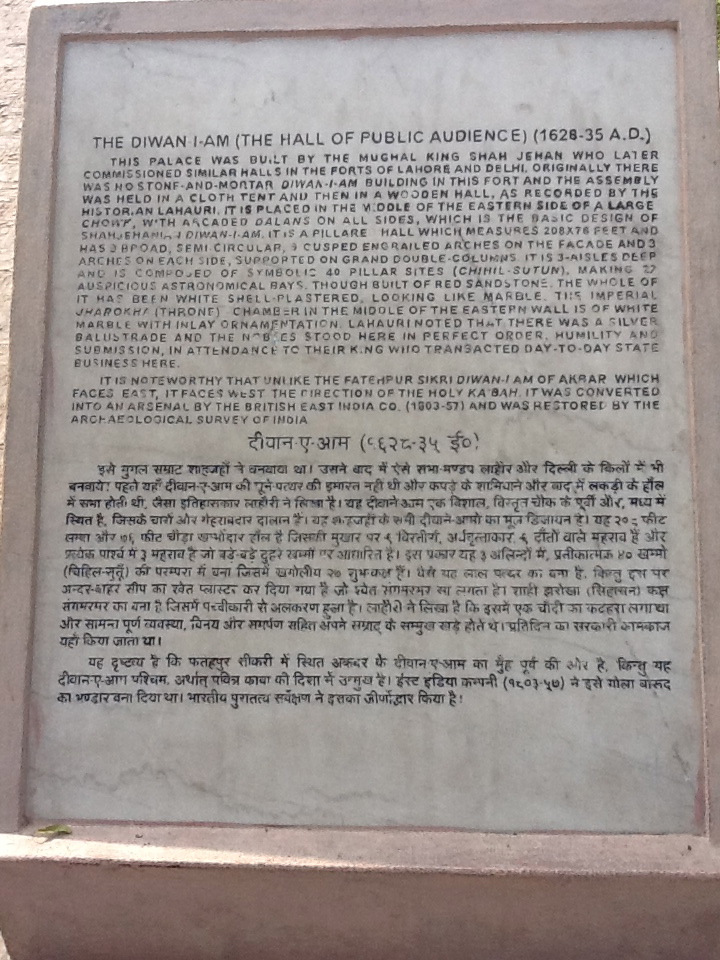 THE DIWAN-I-AM (THE HALL OF PUBLIC AUDIENCE) (1628-35 A.D.)
THIS PALACE WAS BUILT BY THE MUGHAL KING SHAH JEHAN WHO LATER
COMMISSIONED SIMILAR HALLS IN THE FORTS OF LAHORE AND DELHI. ORIGINALLY THERE
WAS NO STONE-AND-MORTAR DIWAN-I-AM BUILDING IN THIS FORT AND THE ASSEMBLY
WAS HELD IN A CLOTH TENT AND THEN IN A WOODEN HALL, AS RECORDED BY THE
HISTORIAN LAHAURI. IT IS PLACED IN THE MIDDLE OF THE EASTERN SIDE OF A LARGE
CHOWK, WITH ARCADED DALANS ON ALL SIDES, WHICH IS THE BASIC DESIGN OF
DIWAN-I-AM. IT IS A HALL WHICH MEASURES 208X76 FEET AND
HAS 9 BROAD, SEMI-CIRCULAR, 9 CUSPED ENGRAILED ARCHES ON THE FACADE AND 3
ARCHES ON EACH SIDE, SUPPORTED ON GRAND DOUBLE-COLUMNS. IT IS 3-AISLES DEEP
AND IS COMPOSED OF SYMBOLIC 40 PILLAR SITES (CHIHIL-SUTUN), MAKING 27
AUSPICIOUS ASTRONOMICAL BAYS. THOUGH BUILT OF RED SANDSTONE. THE WHOLE OF
IT HAS BEEN WHITE SHELL-PLASTERED, LOOKING LIKE MARBLE. THE IMPERIAL
JHAROKHA (THRONE) CHAMBER IN THE MIDDLE OF THE EASTERN WALL IS OF WHITE
MARBLE WITH INLAY ORNAMENTATION. LAHAURI NOTED THAT THERE WAS A SILVER
BALUSTRADE AND THE NOBLES STOOD HERE IN PERFECT ORDER, HUMILITY AND
SUBMISSION, IN ATTENDANCE TO THEIR KING WHO TRANSACTED DAY-TO-DAY STATE
BUSINESS HERE.
IT IS NOTEWORTHY THAT UNLIKE THE FATEHPUR SIKRI DIWAN-I-AM OF AKBAR WHICH
FACES EAST, IT FACES WEST THE DIRECTION OF THE HOLY KA'BAH. IT WAS CONVERTED
INTO AN ARSENAL BY THE BRITISH EAST INDIA CO. (1803-57) AND WAS RESTORED BY THE
ARCHAEOLOGICAL SURVEY OF INDIA
दीवान-ए-आम (१६२८-३५ ई०)
इसे मुगल सम्राट शाहजहाँ ने बनवाया था। उसने बाद में ऐसे सभा-मण्डप लाहौर और दिल्ली के किलों में भी
बनवाये। पहले यहाँ दीवान-ए-आम की चूने-पत्थर की इमारत नहीं थी और कपड़े के शामियाने और बाद में लकड़ी के हॉल
में सभा होती थी, जैसा इतिहासकार लाहौरी ने लिखा है। यह दीवाने-आम एक विशाल, विस्तृत चौक के पूर्वी ओर, मध्य में
स्थित है, जिसके चारों ओर मेहराबदार दालान हैं। यह शाहजहाँ के सभी दीवाने-आमों का मूल डिजायन है। यह २०८ फीट
लम्बा और ७६ फीट चौड़ा खम्भोंदार हॉल है जिसकी मुखार पर ९ विस्तीर्ण, अर्धवृत्ताकार, ९ दाँतों वाले मेहराव हैं और
प्रत्येक पार्श्व में ३ मेहराव है जो बड़े-बड़े दुहरे खम्भों पर आधारित हैं। इस प्रकार यह ३ अलिन्दों में, प्रतीकात्मक ४० खम्भों
की परम्परा में बना जिसमें खगोलीय २७ शुभ कक्ष हैं। वैसे यह लाल पत्थर का बना है, किन्तु इस पर
अन्दर-बाहर सीप का श्वेत प्लास्टर कर दिया गया है जो श्वेत संगमरमर सा लगता है। शाही झरोखा (सिंहासन) कक्ष
संगमरमर का बना है जिसमें पच्चीकारी से अलंकरण हुआ है। लाहौरी ने लिखा है कि इसमें एक चाँदी का कटहरा लगा था
और सामन्त पूर्ण व्यवस्था, विनय और समर्पण सहित अपने सम्राट के सम्मुख खड़े होते थे। प्रतिदिन का सरकारी कामकाज
यहाँ किया जाता था।
यह दृष्टव्य है कि फतहपुर सीकरी में स्थित अकबर के दीवान-ए-आम का मुँह पूर्व की ओर है, किन्तु यह
दीवान-ए-आम पश्चिम, अर्थात् पवित्र काबा की दिशा में उन्मुख है। ईस्ट इंडिया कम्पनी (१८०३-५७) ने इसे गोला बारूद
का भण्डार बना दिया था। भारतीय पुरातत्व सर्वेक्षण ने इसका जीर्णोद्धार किया है।